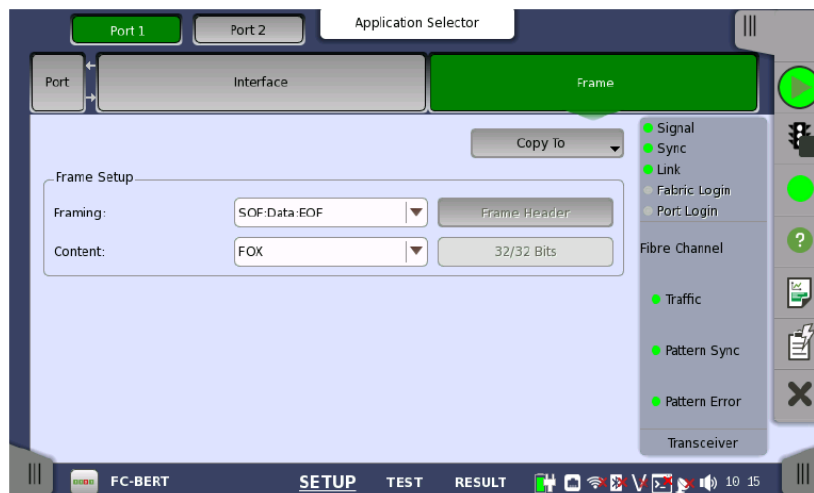 Port 1
Port 2
Application Selector
Port
Interface
Frame
Copy To
Signal
Sync
Link
Fabric Login
Port Login
Frame Setup
Framing:
SOF:Data:EOF
Frame Header
Content:
FOX
32/32 Bits
Fibre Channel
Traffic
Pattern Sync
Pattern Error
Transceiver
FC-BERT
SETUP
TEST
RESULT
10 15